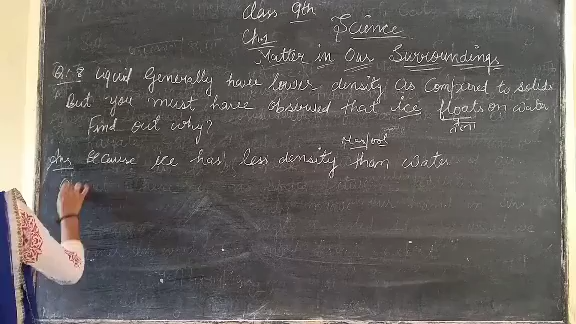 Class 9th
Science
Ch.1
Matter in Our Surroundings
Q.8 Liquid Generally have lower density as Compared to solids
But you must have observed that ice floats on water
Find out why?
Ans Because ice has less density than water